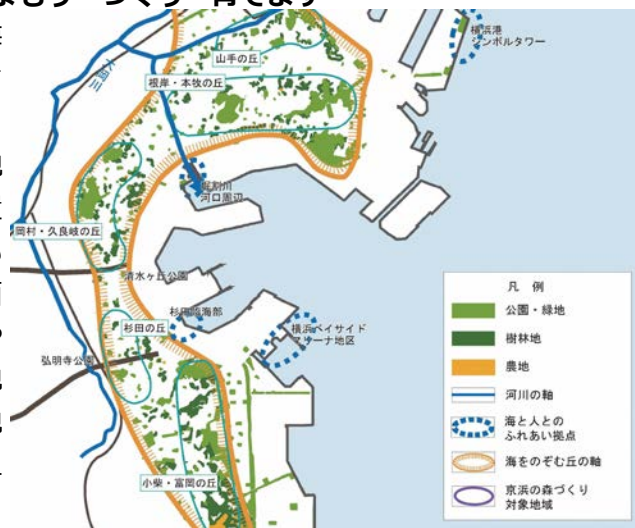 横浜港
シンボルタワー
山手の丘
大岡川
根岸・本牧の丘
堀割川
河口周辺
岡村・久良岐の丘
清水ヶ丘公園
杉田臨海部
杉田の丘
横浜ベイサイド
マリーナ地区
弘明寺公園
小柴・富岡の丘
凡 例
公園・緑地
樹林地
農地
河川の軸
海と人との
ふれあい拠点
海をのぞむ丘の軸
京浜の森づくり
対象地域